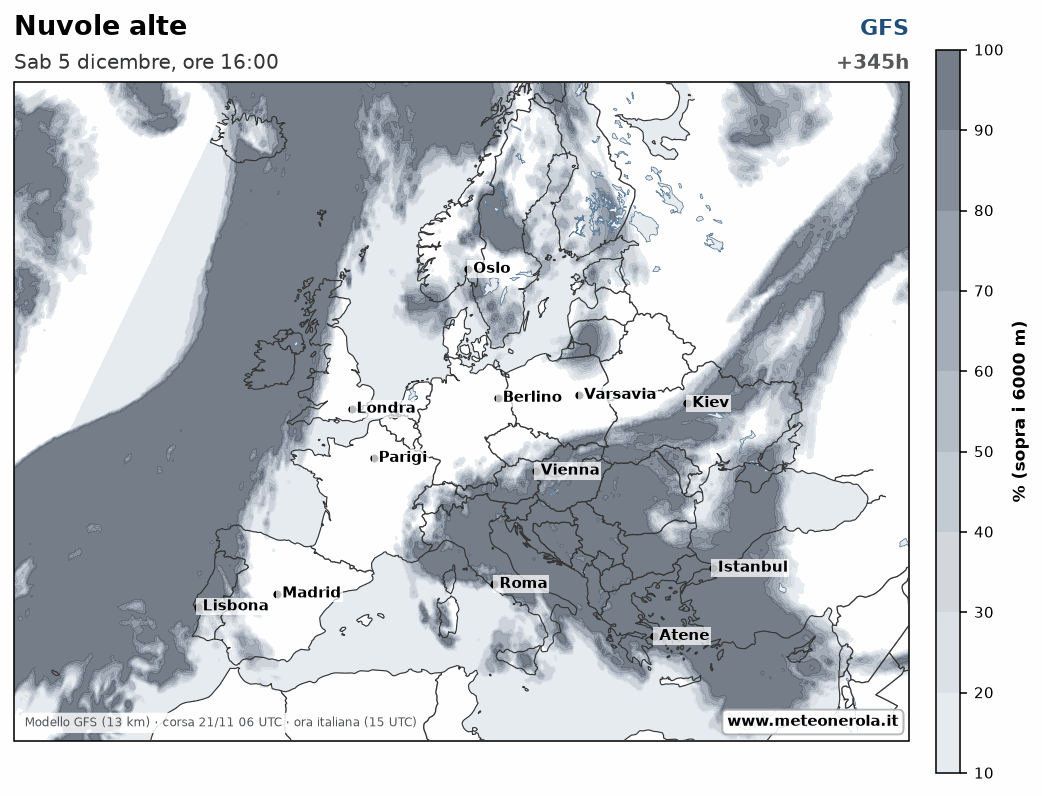 Nuvole alte
GFS
Sab 5 dicembre, ore 16:00
+345h
100
90
80
70
60
50
40
30
20
10
% (sopra i 6000 m)
Oslo
Berlino
Varsavia
Kiev
Londra
Parigi
Vienna
Istanbul
Roma
Madrid
Lisbona
Atene
Modello GFS (13 km) · corsa 21/11 06 UTC · ora italiana (15 UTC)
www.meteonerola.it